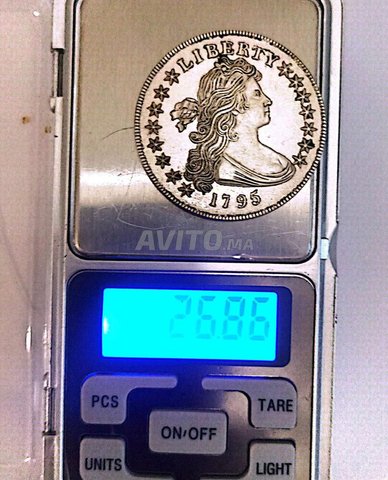 LIBERTY
1795
AVITO.MA
26.86
PCS
TARE
ON/OFF
UNITS
LIGHT